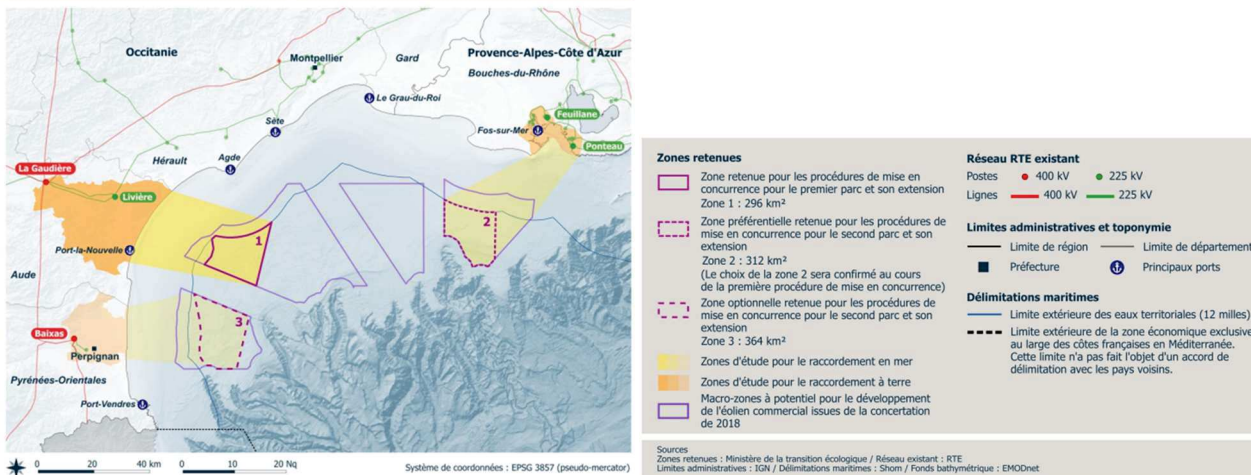 Occitanie
Provence-Alpes-Côte d'Azur
Montpellier
Gard
Bouches-du-Rhône
Le Grau-du-Roi
Feuillane
Sète
Fos-sur-Mer
Ponteau
Hérault
Agde
La Gaudière
Livière
1
2
Port-la-Nouvelle
Aude
3
Baixas
Perpignan
Pyrénées-Orientales
Port-Vendres
0 20 40 km 0 10 20 Nq
Système de coordonnées : EPSG 3857 (pseudo-mercator)
Zones retenues
Zone retenue pour les procédures de mise en
concurrence pour le premier parc et son extension
Zone 1 : 296 km²
Zone préférentielle retenue pour les procédures de
mise en concurrence pour le second parc et son
extension
Zone 2 : 312 km²
(Le choix de la zone 2 sera confirmé au cours
de la première procédure de mise en concurrence)
Zone optionnelle retenue pour les procédures de
mise en concurrence pour le second parc et son
extension
Zone 3 : 364 km²
Zones d'étude pour le raccordement en mer
Zones d'étude pour le raccordement à terre
Macro-zones à potentiel pour le développement
de l'éolien commercial issues de la concertation
de 2018
Réseau RTE existant
Postes 400 kV 225 kV
Lignes 400 kV 225 kV
Limites administratives et toponymie
Limite de région Limite de département
Préfecture Principaux ports
Délimitations maritimes
Limite extérieure des eaux territoriales (12 milles)
Limite extérieure de la zone économique exclusive
au large des côtes françaises en Méditerranée.
Cette limite n'a pas fait l'objet d'un accord de
délimitation avec les pays voisins.
Sources
Zones retenues : Ministère de la transition écologique / Réseau existant : RTE
Limites administratives : IGN / Délimitations maritimes : Shom / Fonds bathymétrique : EMODnet